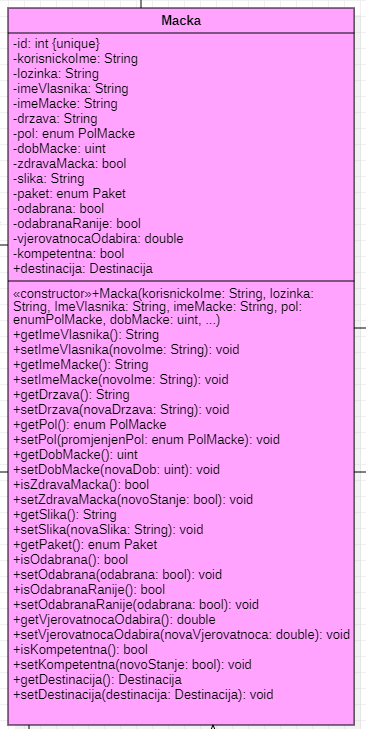 Macka
-id: int {unique}
-korisnickoIme: String
-lozinka: String
-imeVlasnika: String
-imeMacke: String
-drzava: String
-pol: enum PolMacke
-dobMacke: uint
-zdravaMacka: bool
-slika: String
-paket: enum Paket
-odabrana: bool
-odabranaRanije: bool
-vjerovatnocaOdabira: double
-kompetentna: bool
+destinacija: Destinacija
«constructor»+Macka(korisnickoIme: String, lozinka:
String, ImeVlasnika: String, imeMacke: String, pol:
enumPolMacke, dobMacke: uint, ...)
+getImeVlasnika(): String
+setImeVlasnika(novoIme: String): void
+getImeMacke(): String
+setImeMacke(novoIme: String): void
+getDrzava(): String
+setDrzava(novaDrzava: String): void
+getPol(): enum PolMacke
+setPol(promjenjenPol: enum PolMacke): void
+getDobMacke(): uint
+setDobMacke(novaDob: uint): void
+isZdravaMacka(): bool
+setZdravaMacka(novoStanje: bool): void
+getSlika(): String
+setSlika(novaSlika: String): void
+getPaket(): enum Paket
+isOdabrana(): bool
+setOdabrana(odabrana: bool): void
+isOdabranaRanije(): bool
+setOdabranaRanije(odabrana: bool): void
+getVjerovatnocaOdabira(): double
+setVjerovatnocaOdabira(novaVjerovatnoca: double): void
+isKompetentna(): bool
+setKompetentna(novoStanje: bool): void
+getDestinacija(): Destinacija
+setDestinacija(destinacija: Destinacija): void